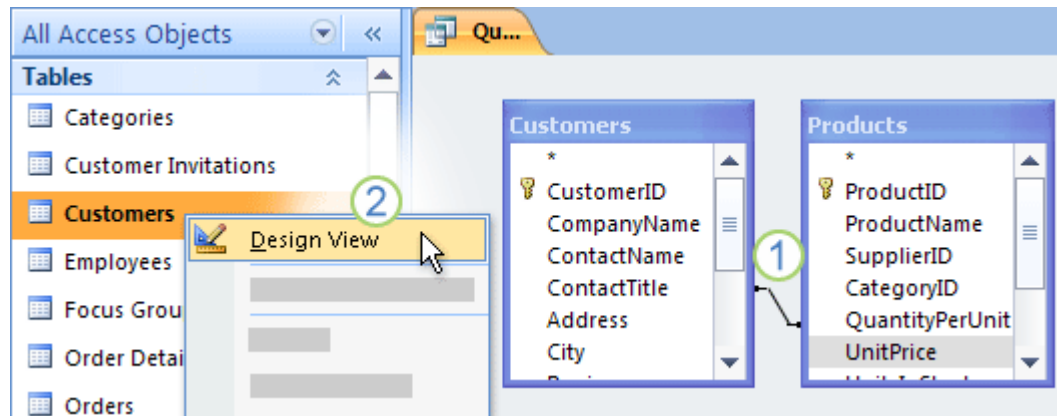 All Access Objects
Qu...
Tables
Categories
Customer Invitations
Customers
2
Design View
Employees
Focus Grou
Order Detai
Orders
Customers
*
CustomerID
CompanyName
ContactName
ContactTitle
Address
City
1
Products
*
ProductID
ProductName
SupplierID
CategoryID
QuantityPerUnit
UnitPrice